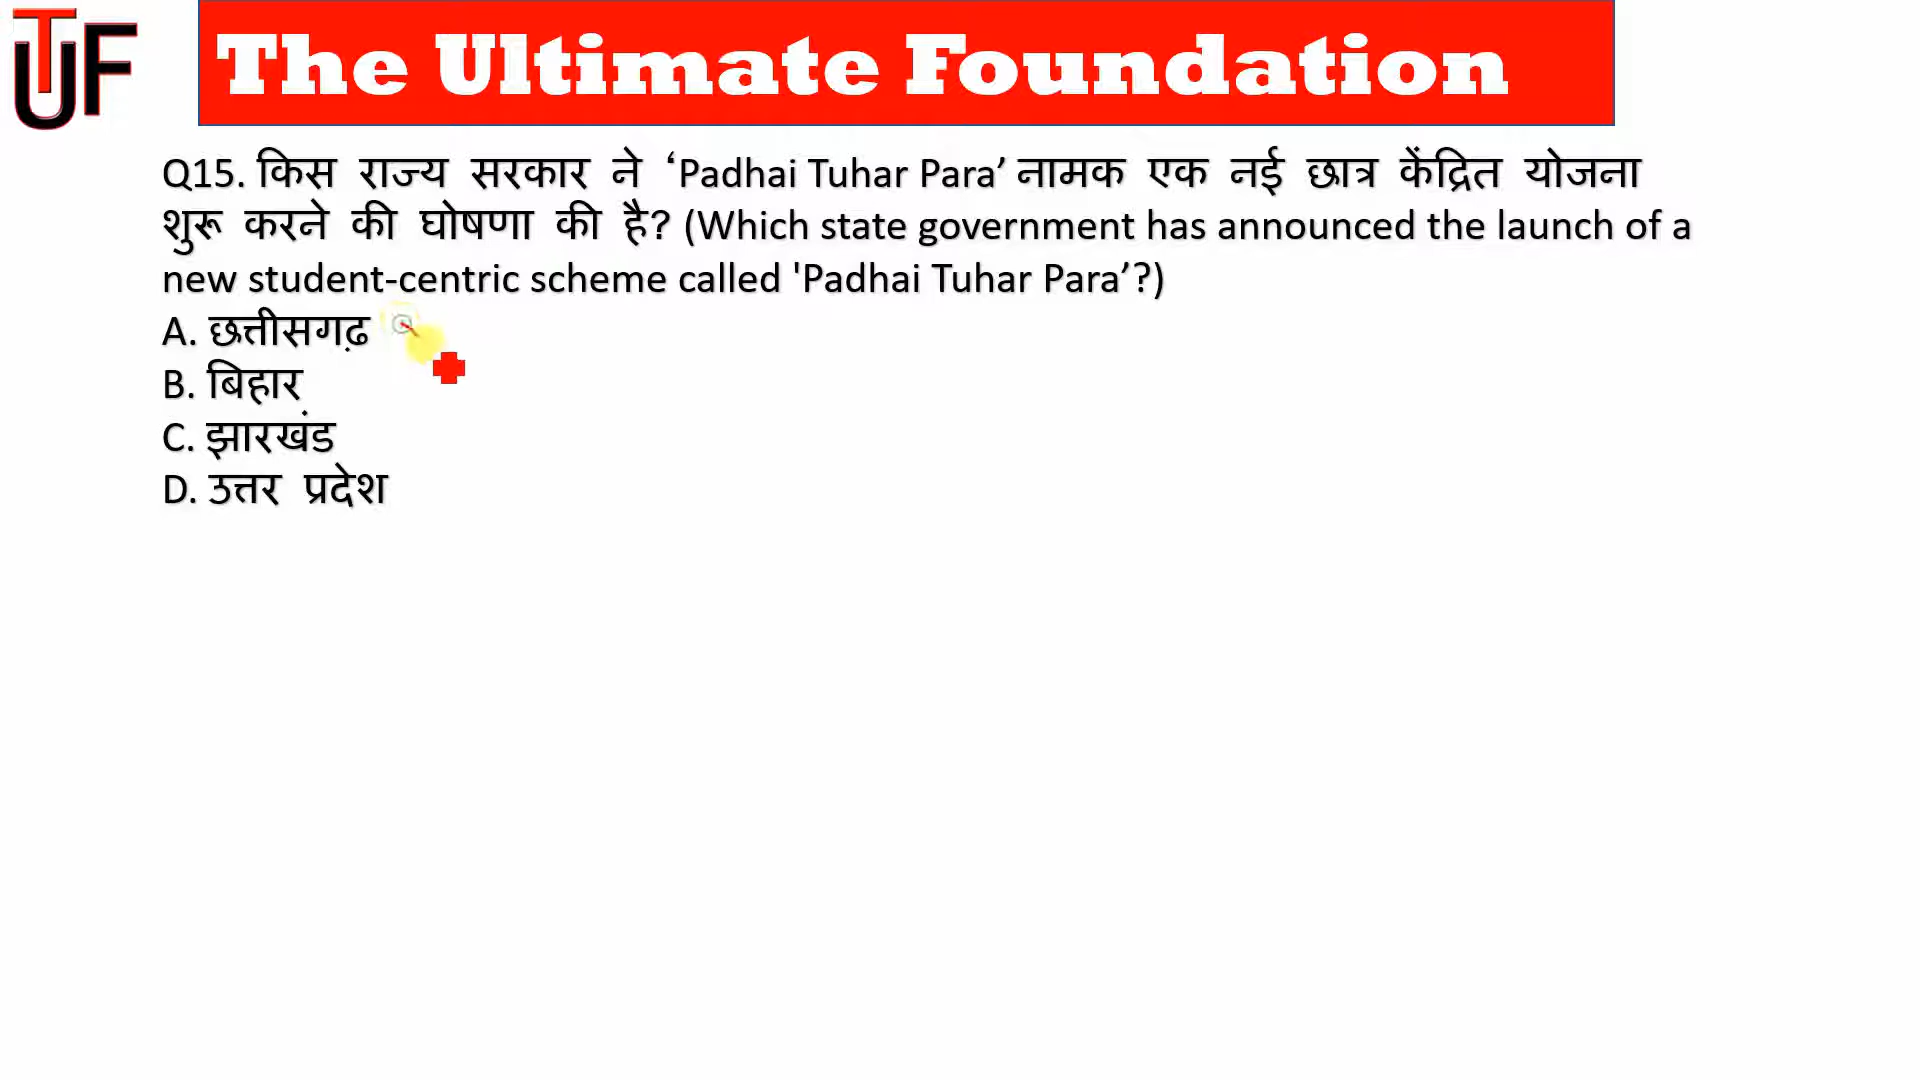 TUF
The Ultimate Foundation
Q15. किस राज्य सरकार ने ‘Padhai Tuhar Para’ नामक एक नई छात्र केंद्रित योजना
शुरू करने की घोषणा की है? (Which state government has announced the launch of a
new student-centric scheme called 'Padhai Tuhar Para’?)
A. छत्तीसगढ़
B. बिहार
C. झारखंड
D. उत्तर प्रदेश